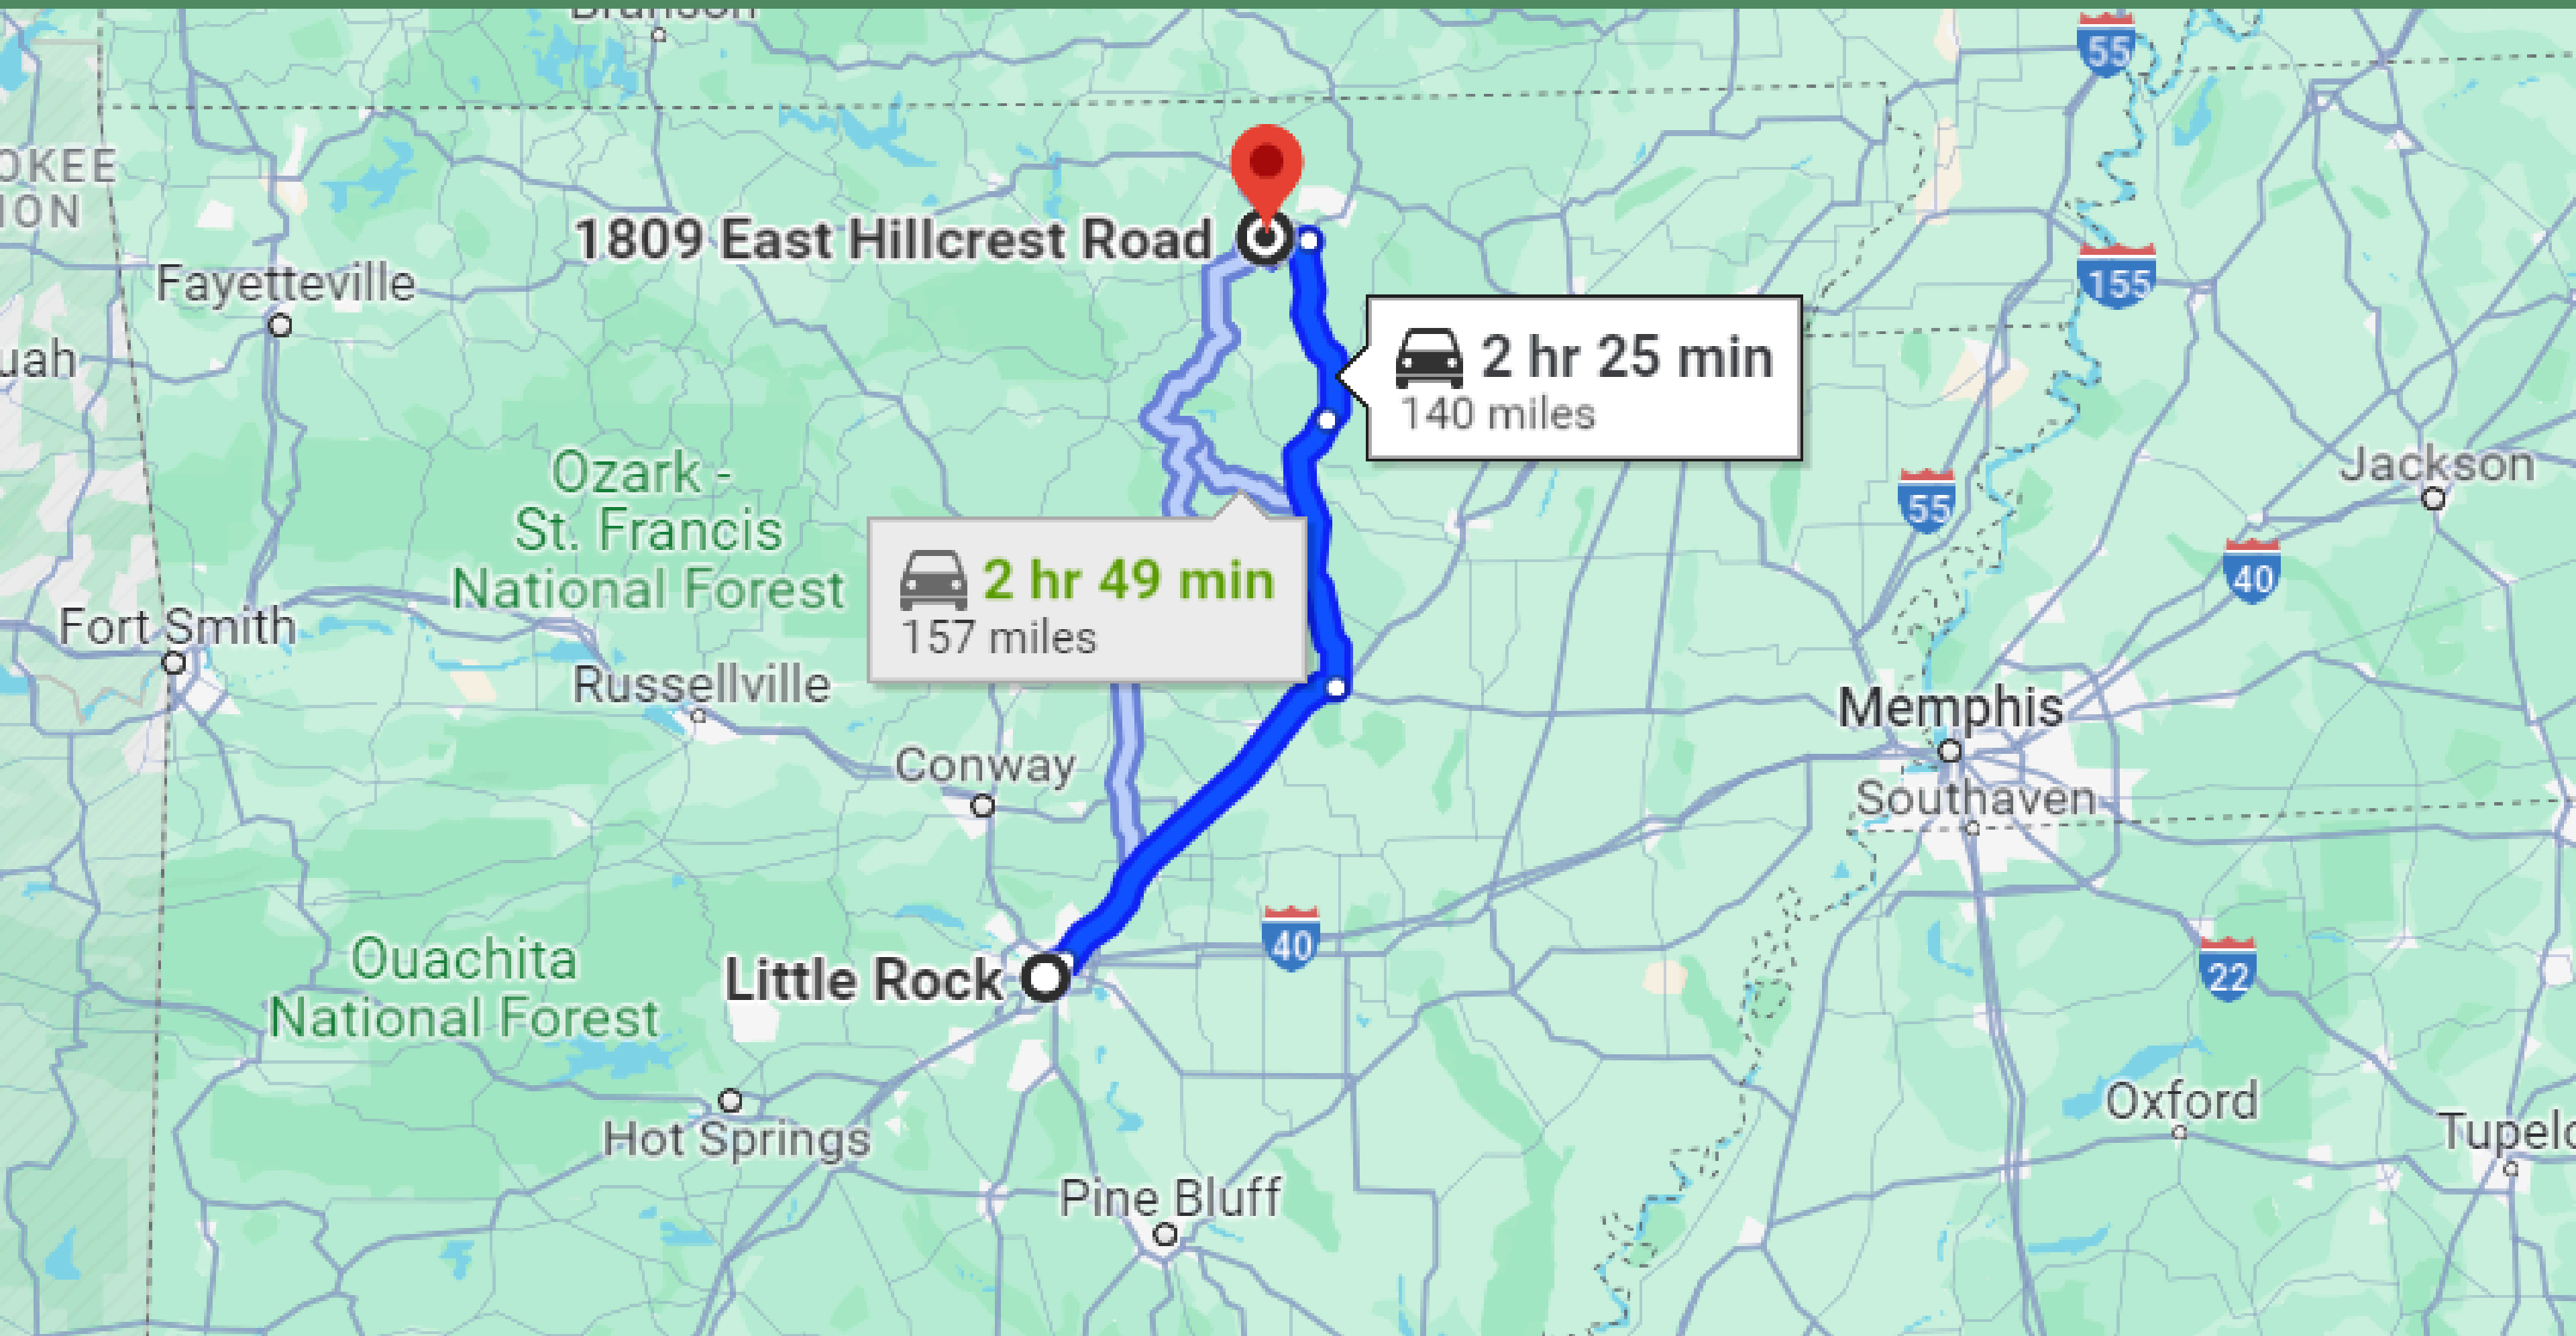 Branson
55
OKEE
ION
1809 East Hillcrest Road
Fayetteville
155
2 hr 25 min
140 miles
uah
Ozark -
St. Francis
National Forest
Jackson
55
40
2 hr 49 min
157 miles
Fort Smith
Russellville
Memphis
Conway
Southaven
40
Little Rock
Ouachita
National Forest
22
Oxford
Hot Springs
Tupelo
Pine Bluff